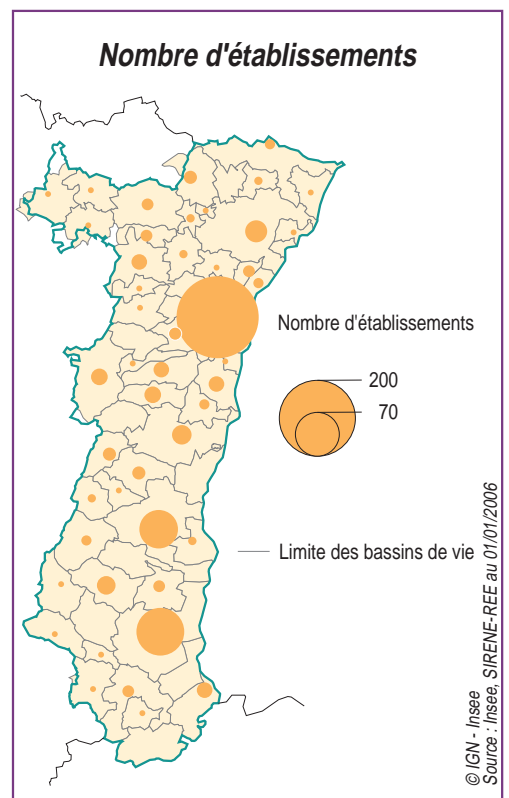 Nombre d'établissements
Nombre d'établissements
200
70
Limite des bassins de vie
© IGN - Insee
Source : Insee, SIRENE-REE au 01/01/2006